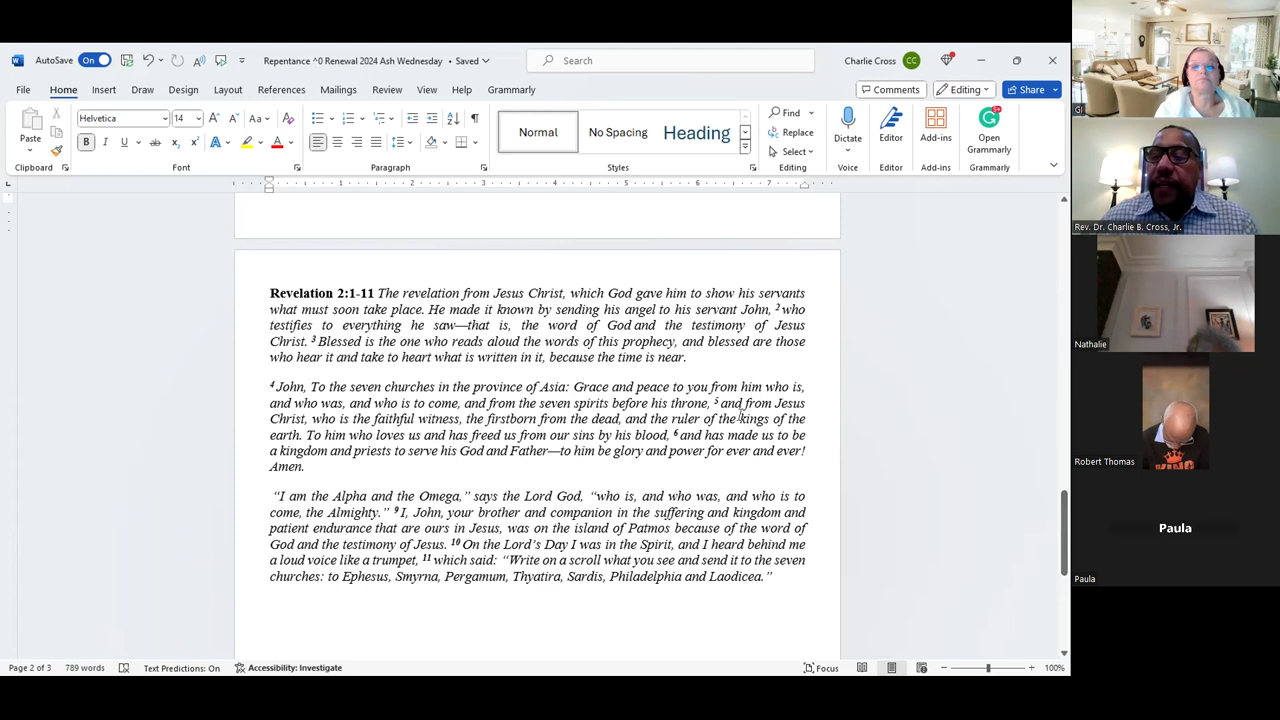 AutoSave On Repentance ^0 Renewal 2024 Ash Wednesday • Saved Search Charlie Cross CC
File Home Insert Draw Design Layout References Mailings Review View Help Grammarly Comments Editing Share
Paste Helvetica 14 Normal No Spacing Heading Find Replace Select Dictate Editor Add-ins Open Grammarly
Clipboard Font Paragraph Styles Editing Voice Editor Add-ins Grammarly
1 2 3 4 5 6 7
Revelation 2:1-11 The revelation from Jesus Christ, which God gave him to show his servants
what must soon take place. He made it known by sending his angel to his servant John, 2 who
testifies to everything he saw—that is, the word of God and the testimony of Jesus
Christ. 3 Blessed is the one who reads aloud the words of this prophecy, and blessed are those
who hear it and take to heart what is written in it, because the time is near.
4 John, To the seven churches in the province of Asia: Grace and peace to you from him who is,
and who was, and who is to come, and from the seven spirits before his throne, 5 and from Jesus
Christ, who is the faithful witness, the firstborn from the dead, and the ruler of the kings of the
earth. To him who loves us and has freed us from our sins by his blood, 6 and has made us to be
a kingdom and priests to serve his God and Father—to him be glory and power for ever and ever!
Amen.
“I am the Alpha and the Omega,” says the Lord God, “who is, and who was, and who is to
come, the Almighty.” 9 I, John, your brother and companion in the suffering and kingdom and
patient endurance that are ours in Jesus, was on the island of Patmos because of the word of
God and the testimony of Jesus. 10 On the Lord’s Day I was in the Spirit, and I heard behind me
a loud voice like a trumpet, 11 which said: “Write on a scroll what you see and send it to the seven
churches: to Ephesus, Smyrna, Pergamum, Thyatira, Sardis, Philadelphia and Laodicea.”
Page 2 of 3 789 words Text Predictions: On Accessibility: Investigate Focus 100%
GI
Rev. Dr. Charlie B. Cross, Jr.
Nathalie
KING
Robert Thomas
Paula
Paula